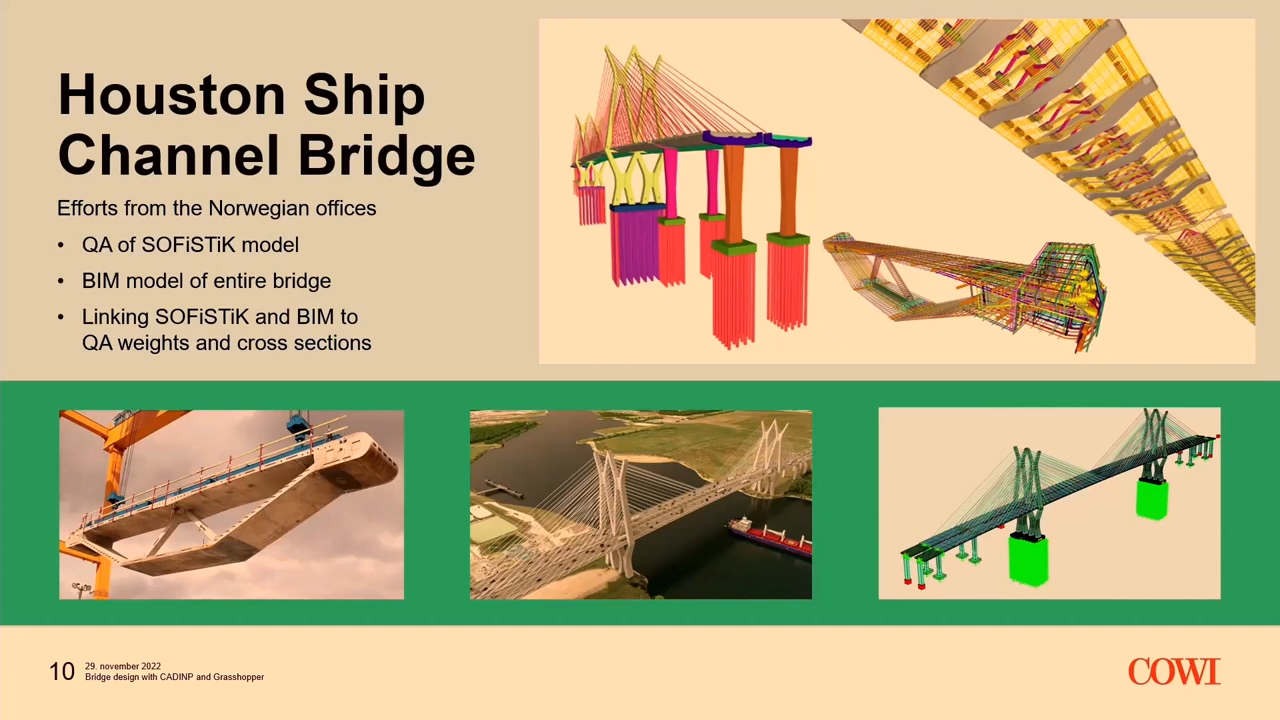 Houston Ship
Channel Bridge
Efforts from the Norwegian offices
• QA of SOFiSTiK model
• BIM model of entire bridge
• Linking SOFiSTiK and BIM to
QA weights and cross sections
10
29. november 2022
Bridge design with CADINP and Grasshopper
COWI